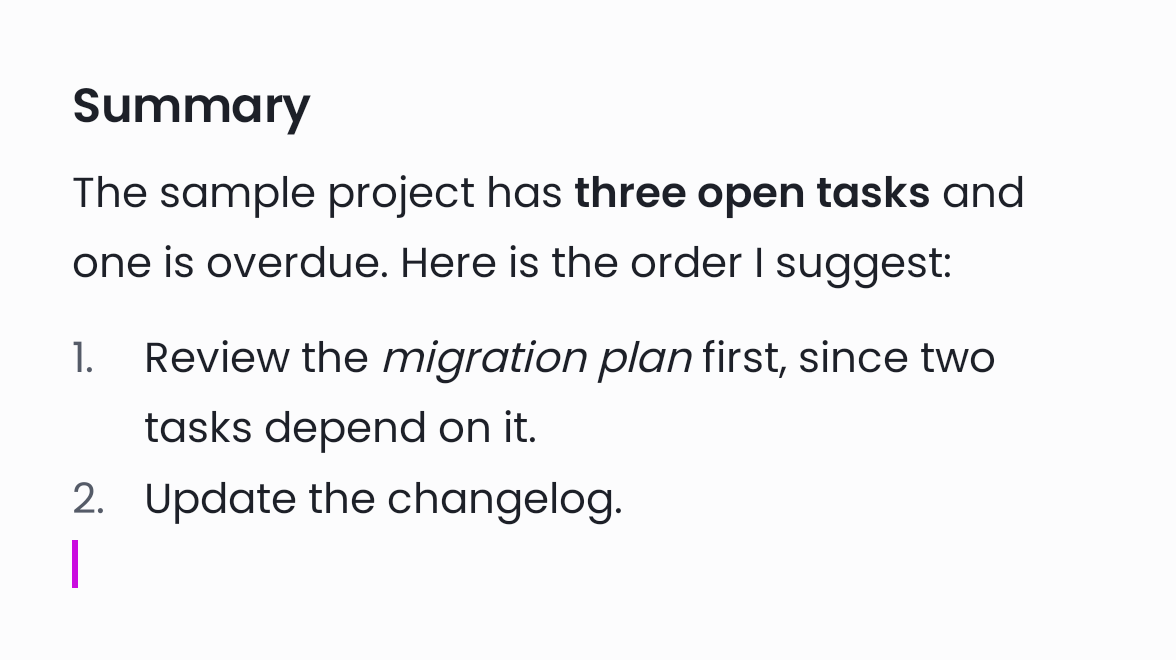 Summary
The sample project has three open tasks and
one is overdue. Here is the order I suggest:
1. Review the migration plan first, since two
tasks depend on it.
2. Update the changelog.